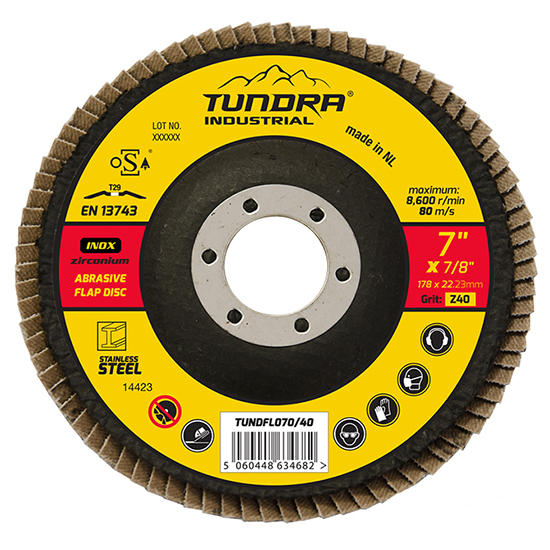 TUNDRA®
INDUSTRIAL
LOT NO.
XXXXXX
made in NL
OSA
T29
EN 13743
maximum:
8,600 r/min
80 m/s
INOX
zirconium
ABRASIVE
FLAP DISC
7"
X 7/8"
178 x 22.23mm
Grit: Z40
STAINLESS
STEEL
14423
TUNDFL070/40
5 060448 634682 >